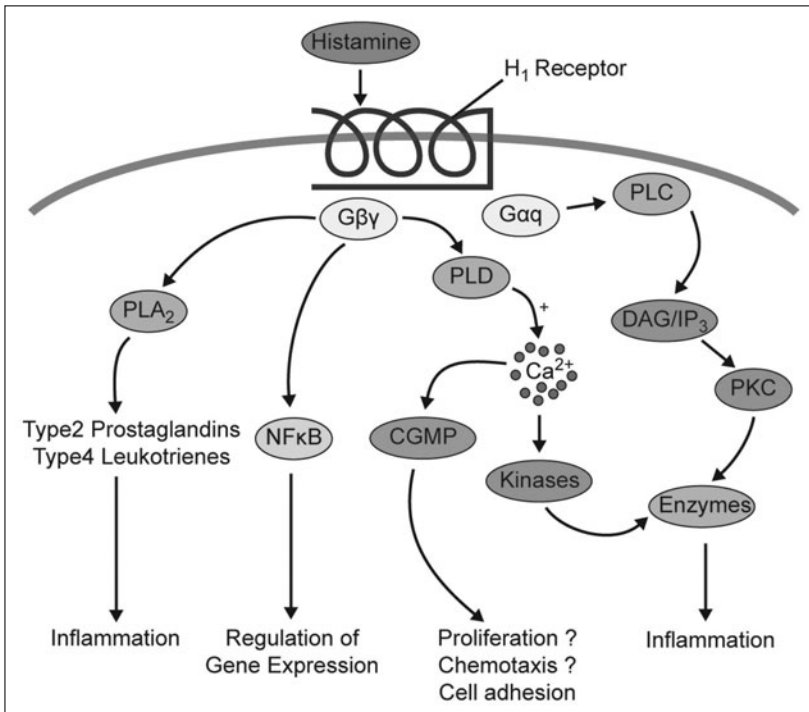 Histamine
H₁ Receptor
Gβγ
Gαq
PLC
PLD
PLA₂
+
DAG/IP₃
Ca²⁺
PKC
Type2 Prostaglandins
Type4 Leukotrienes
NFκB
CGMP
Kinases
Enzymes
Inflammation
Regulation of
Gene Expression
Proliferation ?
Chemotaxis ?
Cell adhesion
Inflammation